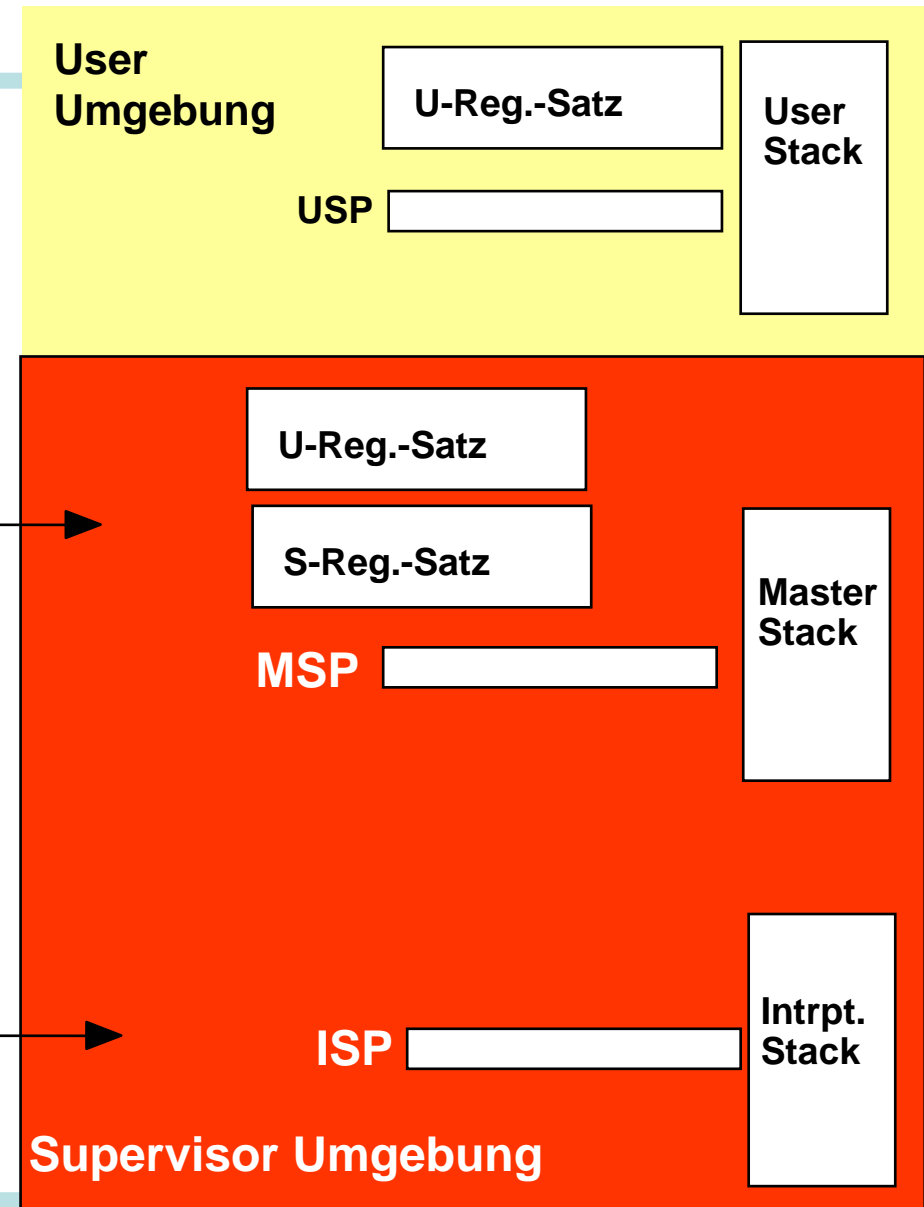 User
Umgebung
U-Reg.-Satz
User
Stack
USP
U-Reg.-Satz
S-Reg.-Satz
Master
Stack
MSP
Intrpt.
Stack
ISP
Supervisor Umgebung